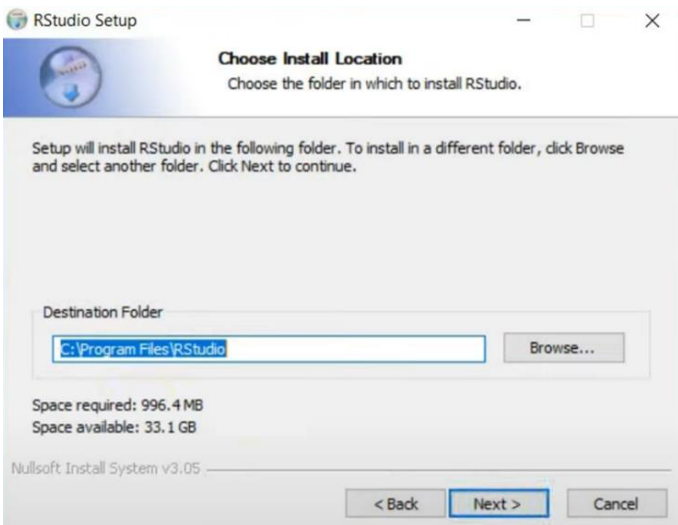 RStudio Setup
Choose Install Location
Choose the folder in which to install RStudio.
Setup will install RStudio in the following folder. To install in a different folder, click Browse
and select another folder. Click Next to continue.
Destination Folder
C:\Program Files\RStudio
Browse...
Space required: 996.4 MB
Space available: 33.1 GB
Nullsoft Install System v3.05
< Back
Next >
Cancel